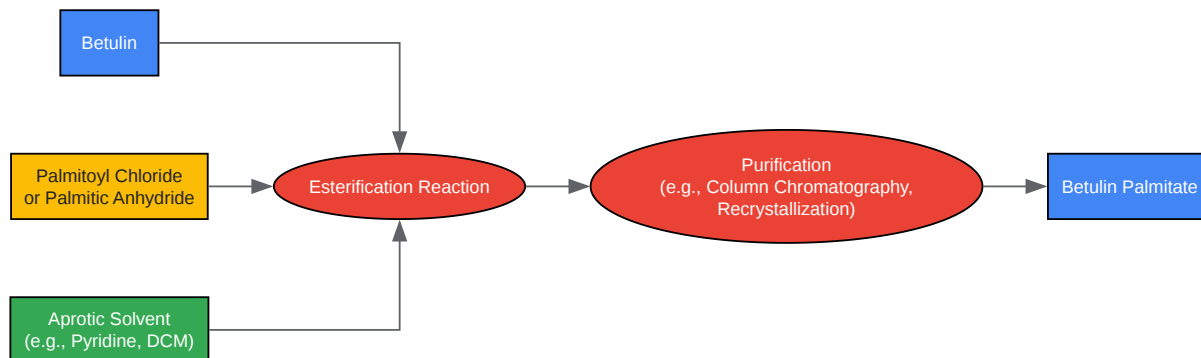 Betulin
Palmitoyl Chloride
or Palmitic Anhydride
Esterification Reaction
Purification
(e.g., Column Chromatography,
Recrystallization)
Betulin Palmitate
Aprotic Solvent
(e.g., Pyridine, DCM)